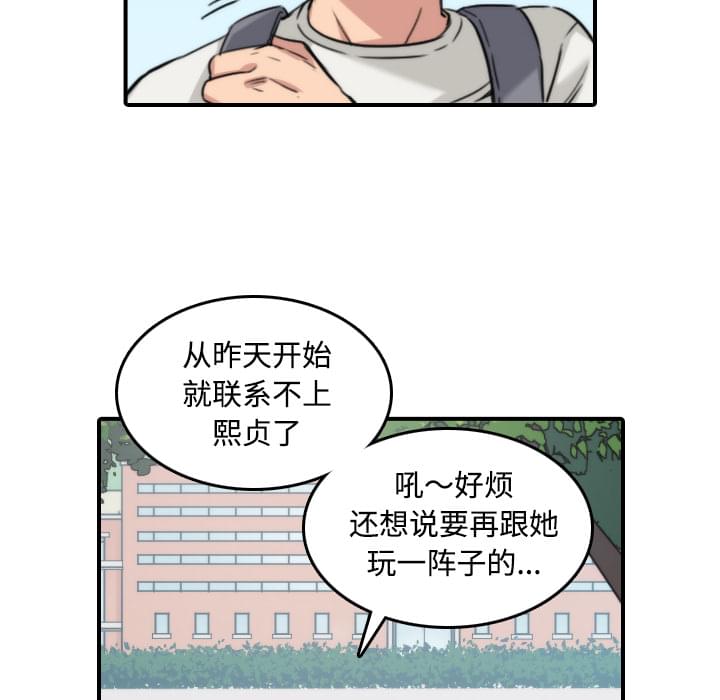 从昨天开始
就联系不上
熙贞了
吼～好烦
还想说要再跟她
玩一阵子的...